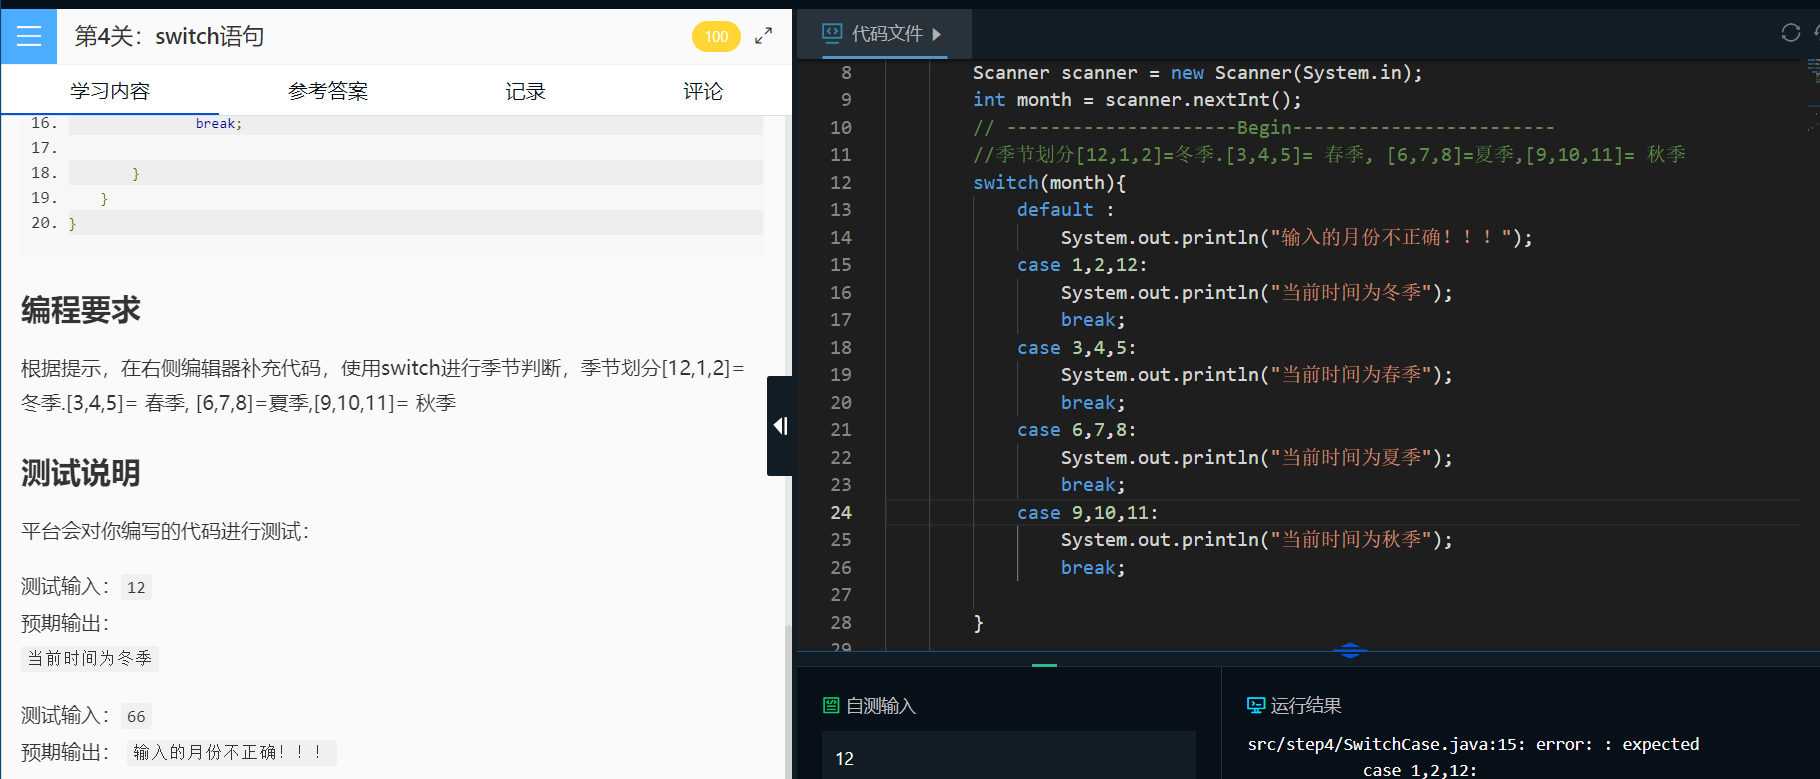 第4关：switch语句
100
学习内容
参考答案
记录
评论
16. break;
17.
18. }
19. }
20. }
编程要求
根据提示，在右侧编辑器补充代码，使用switch进行季节判断，季节划分[12,1,2]=
冬季.[3,4,5]= 春季, [6,7,8]=夏季,[9,10,11]= 秋季
测试说明
平台会对你编写的代码进行测试：
测试输入：12
预期输出：
当前时间为冬季
测试输入：66
预期输出：输入的月份不正确！！！
代码文件
8 Scanner scanner = new Scanner(System.in);
9 int month = scanner.nextInt();
10 // ---------------------Begin------------------------
11 //季节划分[12,1,2]=冬季.[3,4,5]= 春季, [6,7,8]=夏季,[9,10,11]= 秋季
12 switch(month){
13 default :
14 System.out.println("输入的月份不正确！！！");
15 case 1,2,12:
16 System.out.println("当前时间为冬季");
17 break;
18 case 3,4,5:
19 System.out.println("当前时间为春季");
20 break;
21 case 6,7,8:
22 System.out.println("当前时间为夏季");
23 break;
24 case 9,10,11:
25 System.out.println("当前时间为秋季");
26 break;
27
28 }
29
自测输入
12
运行结果
src/step4/SwitchCase.java:15: error: : expected
case 1,2,12: